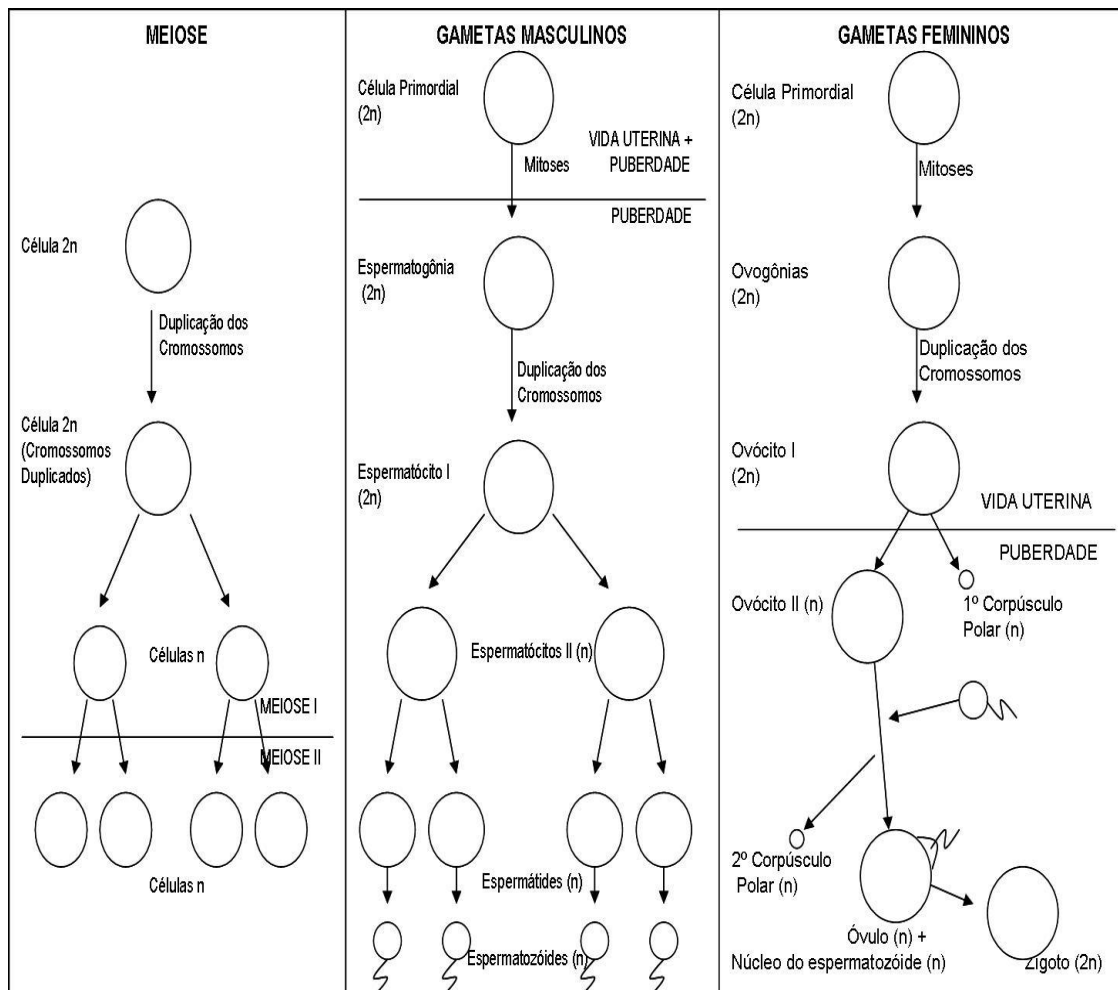 MEIOSE
Célula 2n
Duplicação dos
Cromossomos
Célula 2n
(Cromossomos
Duplicados)
Células n
MEIOSE I
MEIOSE II
Células n
GAMETAS MASCULINOS
Célula Primordial
(2n)
VIDA UTERINA +
PUBERDADE
Mitoses
PUBERDADE
Espermatogônia
(2n)
Duplicação dos
Cromossomos
Espermatócito I
(2n)
Espermatócitos II (n)
Espermátides (n)
Espermatozóides (n)
GAMETAS FEMININOS
Célula Primordial
(2n)
Mitoses
Ovogônias
(2n)
Duplicação dos
Cromossomos
Ovócito I
(2n)
VIDA UTERINA
PUBERDADE
Ovócito II (n)
1º Corpúsculo
Polar (n)
2º Corpúsculo
Polar (n)
Óvulo (n) +
Núcleo do espermatozóide (n)
Zigoto (2n)